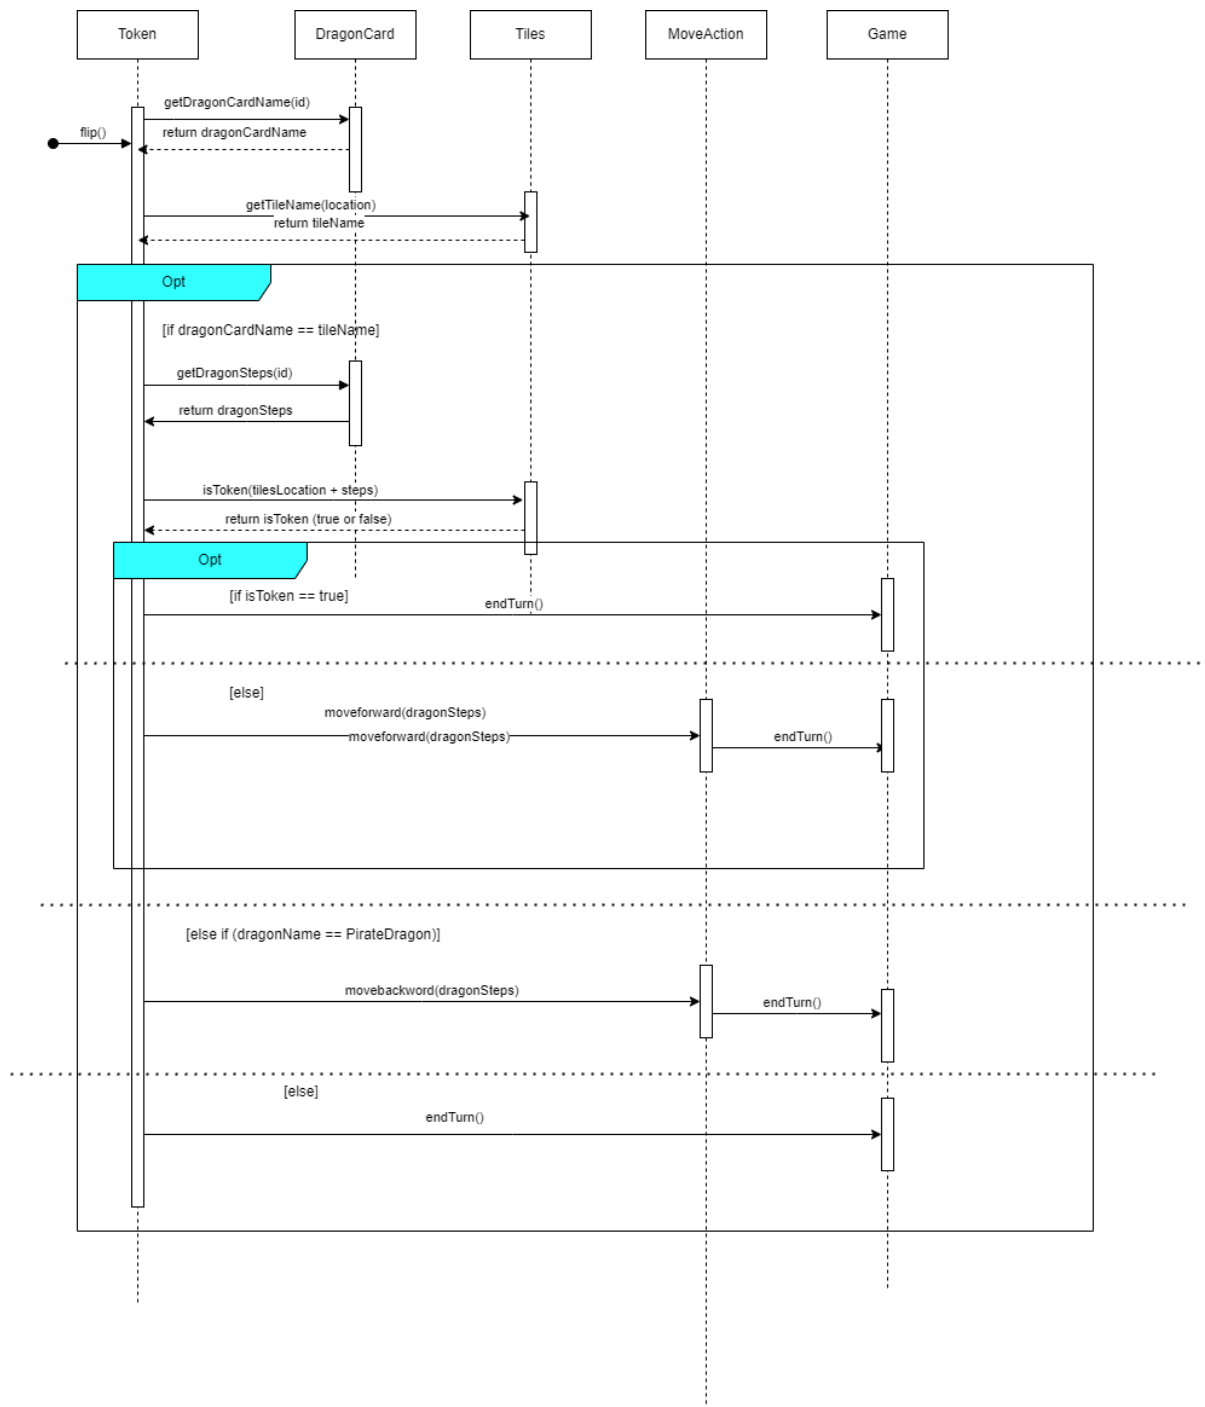 Token
DragonCard
Tiles
MoveAction
Game
getDragonCardName(id)
flip()
return dragonCardName
getTileName(location)
return tileName
Opt
[if dragonCardName == tileName]
getDragonSteps(id)
return dragonSteps
isToken(tilesLocation + steps)
return isToken (true or false)
Opt
[if isToken == true]
endTurn()
[else]
moveforward(dragonSteps)
moveforward(dragonSteps)
endTurn()
[else if (dragonName == PirateDragon)]
movebackword(dragonSteps)
endTurn()
[else]
endTurn()